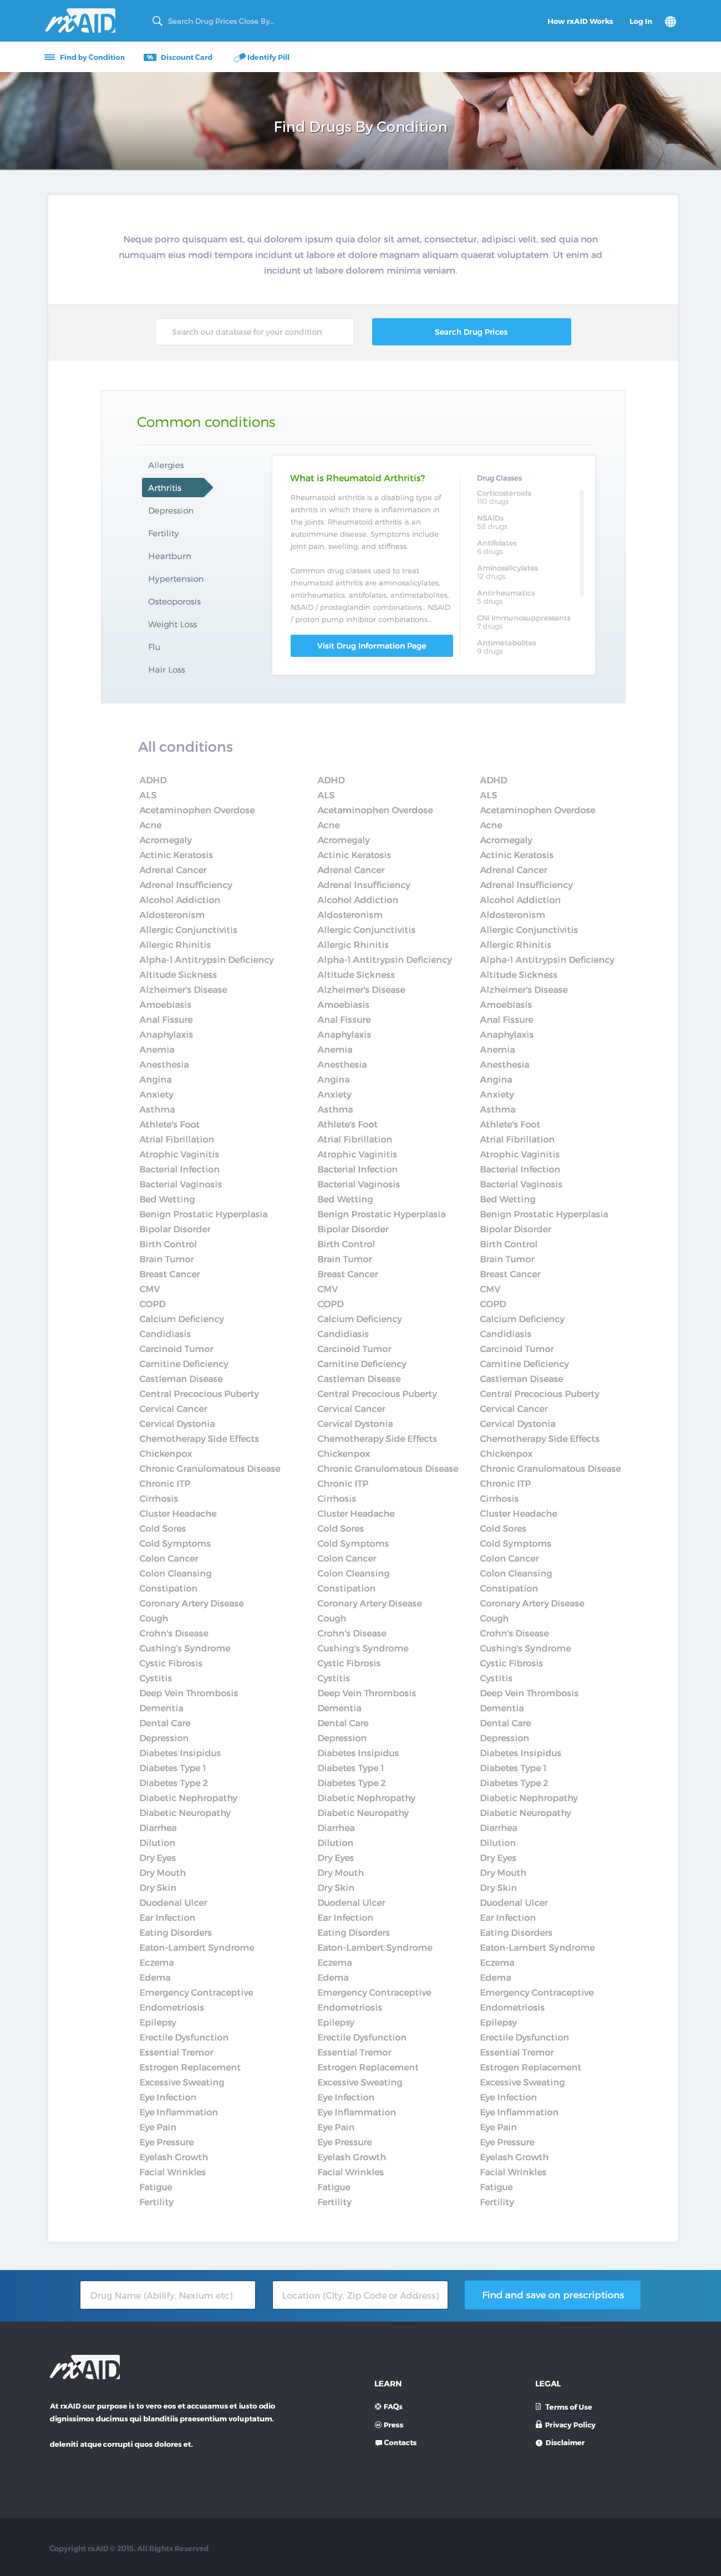 rxAID
Search Drug Prices Close By...
How rxAID Works
Log In
Find by Condition
Discount Card
Identify Pill
Find Drugs By Condition
Neque porro quisquam est, qui dolorem ipsum quia dolor sit amet, consectetur, adipisci velit, sed quia non
numquam eius modi tempora incidunt ut labore et dolore magnam aliquam quaerat voluptatem. Ut enim ad
incidunt ut labore dolorem minima veniam.
Search our database for your condition
Search Drug Prices
Common conditions
Allergies
Arthritis
Depression
Fertility
Heartburn
Hypertension
Osteoporosis
Weight Loss
Flu
Hair Loss
What is Rheumatoid Arthritis?
Rheumatoid arthritis is a disabling type of
arthritis in which there is inflammation in
the joints. Rheumatoid arthritis is an
autoimmune disease. Symptoms include
joint pain, swelling, and stiffness.
Common drug classes used to treat
rheumatoid arthritis are aminosalicylates,
antirheumatics, antifolates, antimetabolites,
NSAID / prostaglandin combinations., NSAID
/ proton pump inhibitor combinations...
Visit Drug Information Page
Drug Classes
Corticosteroids
110 drugs
NSAIDs
58 drugs
Antifolates
6 drugs
Aminosalicylates
12 drugs
Antirheumatics
5 drugs
CNI Immunosuppressants
7 drugs
Antimetabolites
9 drugs
All conditions
ADHD ADHD ADHD
ALS ALS ALS
Acetaminophen Overdose Acetaminophen Overdose Acetaminophen Overdose
Acne Acne Acne
Acromegaly Acromegaly Acromegaly
Actinic Keratosis Actinic Keratosis Actinic Keratosis
Adrenal Cancer Adrenal Cancer Adrenal Cancer
Adrenal Insufficiency Adrenal Insufficiency Adrenal Insufficiency
Alcohol Addiction Alcohol Addiction Alcohol Addiction
Aldosteronism Aldosteronism Aldosteronism
Allergic Conjunctivitis Allergic Conjunctivitis Allergic Conjunctivitis
Allergic Rhinitis Allergic Rhinitis Allergic Rhinitis
Alpha-1 Antitrypsin Deficiency Alpha-1 Antitrypsin Deficiency Alpha-1 Antitrypsin Deficiency
Altitude Sickness Altitude Sickness Altitude Sickness
Alzheimer's Disease Alzheimer's Disease Alzheimer's Disease
Amoebiasis Amoebiasis Amoebiasis
Anal Fissure Anal Fissure Anal Fissure
Anaphylaxis Anaphylaxis Anaphylaxis
Anemia Anemia Anemia
Anesthesia Anesthesia Anesthesia
Angina Angina Angina
Anxiety Anxiety Anxiety
Asthma Asthma Asthma
Athlete's Foot Athlete's Foot Athlete's Foot
Atrial Fibrillation Atrial Fibrillation Atrial Fibrillation
Atrophic Vaginitis Atrophic Vaginitis Atrophic Vaginitis
Bacterial Infection Bacterial Infection Bacterial Infection
Bacterial Vaginosis Bacterial Vaginosis Bacterial Vaginosis
Bed Wetting Bed Wetting Bed Wetting
Benign Prostatic Hyperplasia Benign Prostatic Hyperplasia Benign Prostatic Hyperplasia
Bipolar Disorder Bipolar Disorder Bipolar Disorder
Birth Control Birth Control Birth Control
Brain Tumor Brain Tumor Brain Tumor
Breast Cancer Breast Cancer Breast Cancer
CMV CMV CMV
COPD COPD COPD
Calcium Deficiency Calcium Deficiency Calcium Deficiency
Candidiasis Candidiasis Candidiasis
Carcinoid Tumor Carcinoid Tumor Carcinoid Tumor
Carnitine Deficiency Carnitine Deficiency Carnitine Deficiency
Castleman Disease Castleman Disease Castleman Disease
Central Precocious Puberty Central Precocious Puberty Central Precocious Puberty
Cervical Cancer Cervical Cancer Cervical Cancer
Cervical Dystonia Cervical Dystonia Cervical Dystonia
Chemotherapy Side Effects Chemotherapy Side Effects Chemotherapy Side Effects
Chickenpox Chickenpox Chickenpox
Chronic Granulomatous Disease Chronic Granulomatous Disease Chronic Granulomatous Disease
Chronic ITP Chronic ITP Chronic ITP
Cirrhosis Cirrhosis Cirrhosis
Cluster Headache Cluster Headache Cluster Headache
Cold Sores Cold Sores Cold Sores
Cold Symptoms Cold Symptoms Cold Symptoms
Colon Cancer Colon Cancer Colon Cancer
Colon Cleansing Colon Cleansing Colon Cleansing
Constipation Constipation Constipation
Coronary Artery Disease Coronary Artery Disease Coronary Artery Disease
Cough Cough Cough
Crohn's Disease Crohn's Disease Crohn's Disease
Cushing's Syndrome Cushing's Syndrome Cushing's Syndrome
Cystic Fibrosis Cystic Fibrosis Cystic Fibrosis
Cystitis Cystitis Cystitis
Deep Vein Thrombosis Deep Vein Thrombosis Deep Vein Thrombosis
Dementia Dementia Dementia
Dental Care Dental Care Dental Care
Depression Depression Depression
Diabetes Insipidus Diabetes Insipidus Diabetes Insipidus
Diabetes Type 1 Diabetes Type 1 Diabetes Type 1
Diabetes Type 2 Diabetes Type 2 Diabetes Type 2
Diabetic Nephropathy Diabetic Nephropathy Diabetic Nephropathy
Diabetic Neuropathy Diabetic Neuropathy Diabetic Neuropathy
Diarrhea Diarrhea Diarrhea
Dilution Dilution Dilution
Dry Eyes Dry Eyes Dry Eyes
Dry Mouth Dry Mouth Dry Mouth
Dry Skin Dry Skin Dry Skin
Duodenal Ulcer Duodenal Ulcer Duodenal Ulcer
Ear Infection Ear Infection Ear Infection
Eating Disorders Eating Disorders Eating Disorders
Eaton-Lambert Syndrome Eaton-Lambert Syndrome Eaton-Lambert Syndrome
Eczema Eczema Eczema
Edema Edema Edema
Emergency Contraceptive Emergency Contraceptive Emergency Contraceptive
Endometriosis Endometriosis Endometriosis
Epilepsy Epilepsy Epilepsy
Erectile Dysfunction Erectile Dysfunction Erectile Dysfunction
Essential Tremor Essential Tremor Essential Tremor
Estrogen Replacement Estrogen Replacement Estrogen Replacement
Excessive Sweating Excessive Sweating Excessive Sweating
Eye Infection Eye Infection Eye Infection
Eye Inflammation Eye Inflammation Eye Inflammation
Eye Pain Eye Pain Eye Pain
Eye Pressure Eye Pressure Eye Pressure
Eyelash Growth Eyelash Growth Eyelash Growth
Facial Wrinkles Facial Wrinkles Facial Wrinkles
Fatigue Fatigue Fatigue
Fertility Fertility Fertility
Drug Name (Abilify, Nexium etc)
Location (City, Zip Code or Address)
Find and save on prescriptions
rxAID
At rxAID our purpose is to vero eos et accusamus et iusto odio
dignissimos ducimus qui blanditiis praesentium voluptatum.
deleniti atque corrupti quos dolores et.
LEARN
FAQs
Press
Contacts
LEGAL
Terms of Use
Privacy Policy
Disclaimer
Copyright rxAID © 2015. All Rights Reserved